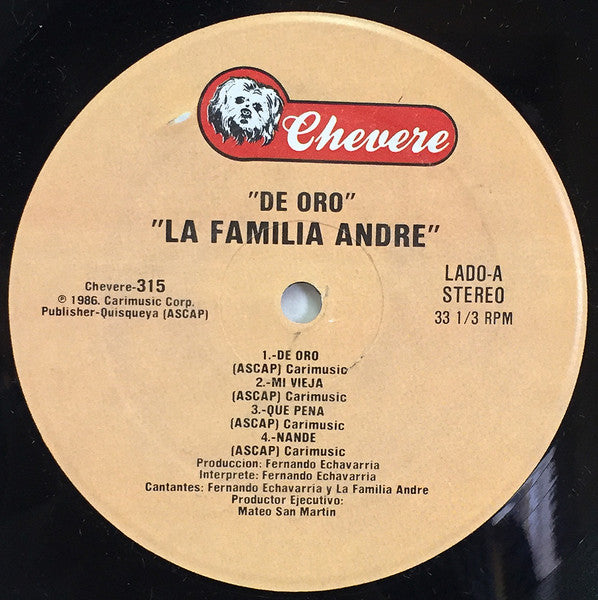 Chevere
"DE ORO"
"LA FAMILIA ANDRE"
Chevere-315
℗ 1986. Carimusic Corp.
Publisher-Quisqueya (ASCAP)
LADO-A
STEREO
33 1/3 RPM
1.-DE ORO
(ASCAP) Carimusic
2.-MI VIEJA
(ASCAP) Carimusic
3.-QUE PENA
(ASCAP) Carimusic
4.-NANDE
(ASCAP) Carimusic
Produccion: Fernando Echavarria
Interprete: Fernando Echavarria
Cantantes: Fernando Echavarria y La Familia Andre
Productor Ejecutivo:
Mateo San Martin